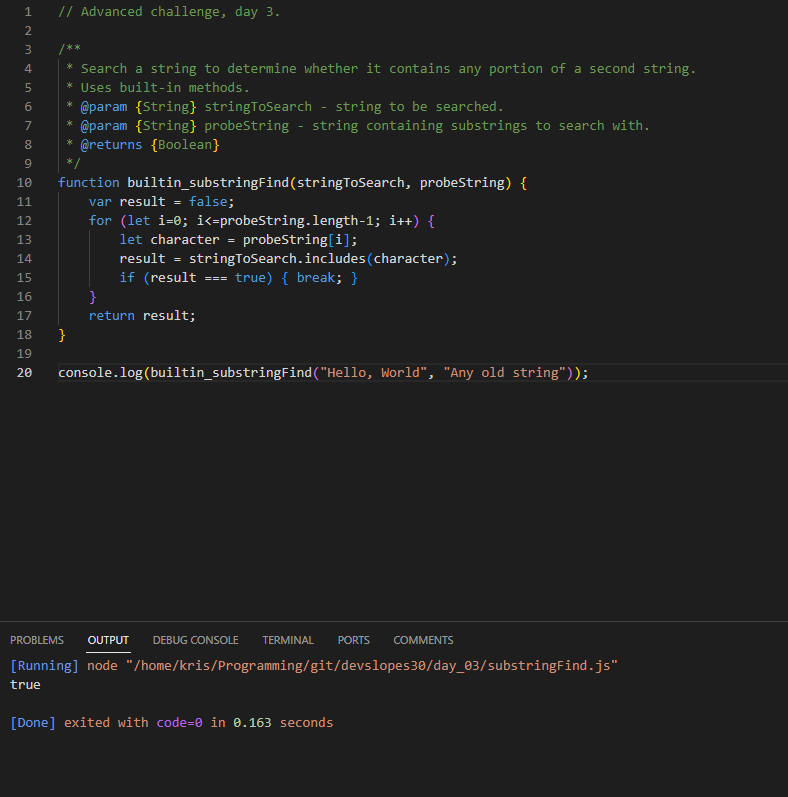 1 // Advanced challenge, day 3.
2
3 /**
4  * Search a string to determine whether it contains any portion of a second string.
5  * Uses built-in methods.
6  * @param {String} stringToSearch - string to be searched.
7  * @param {String} probeString - string containing substrings to search with.
8  * @returns {Boolean}
9  */
10 function builtin_substringFind(stringToSearch, probeString) {
11     var result = false;
12     for (let i=0; i<=probeString.length-1; i++) {
13         let character = probeString[i];
14         result = stringToSearch.includes(character);
15         if (result === true) { break; }
16     }
17     return result;
18 }
19
20 console.log(builtin_substringFind("Hello, World", "Any old string"));
PROBLEMS OUTPUT DEBUG CONSOLE TERMINAL PORTS COMMENTS
[Running] node "/home/kris/Programming/git/devslopes30/day_03/substringFind.js"
true
[Done] exited with code=0 in 0.163 seconds